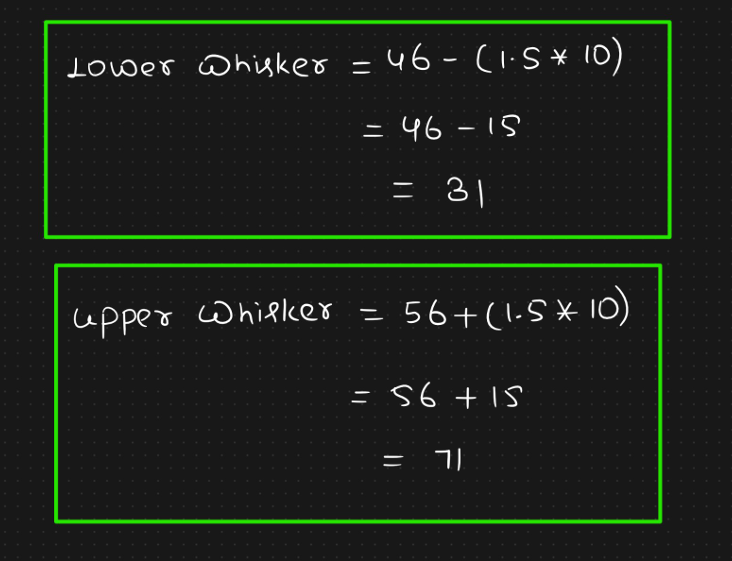 Lower Whisker = 46 - (1.5 * 10)
= 46 - 15
= 31
upper Whisker = 56 + (1.5 * 10)
= 56 + 15
= 71